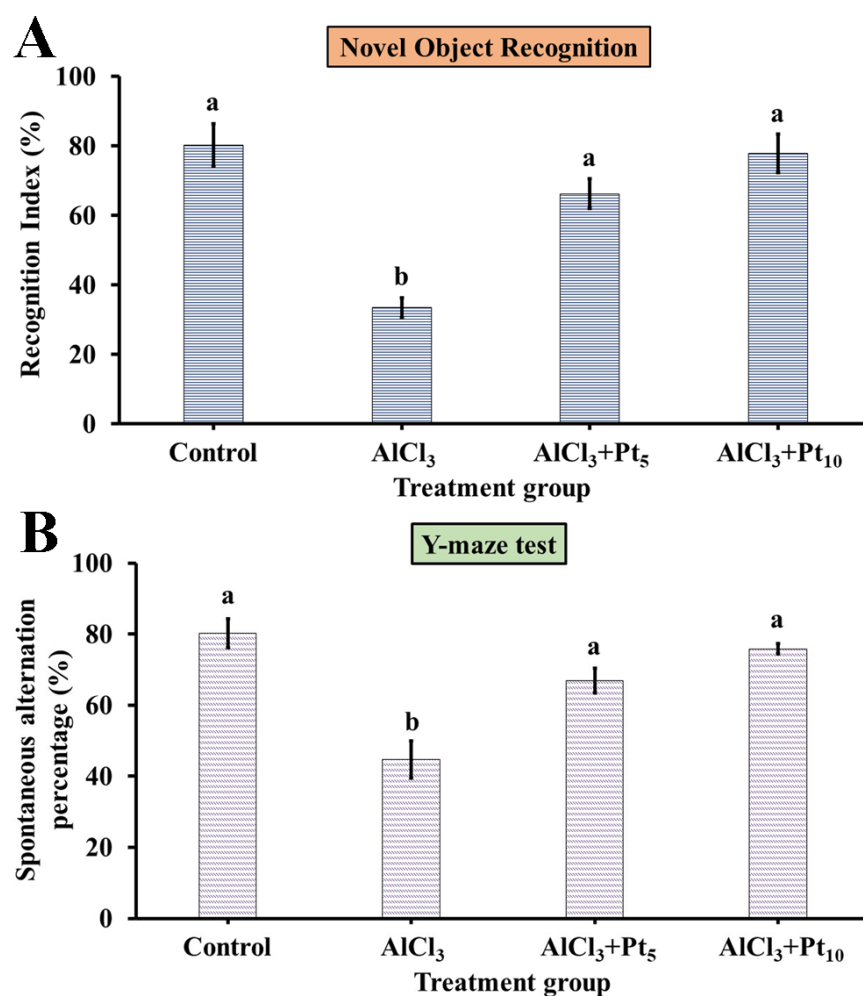 A
Novel Object Recognition
Recognition Index (%)
100
80
60
40
20
0
a
b
a
a
Control
AlCl₃
AlCl₃+Pt₅
AlCl₃+Pt₁₀
Treatment group
B
Y-maze test
Spontaneous alternation
percentage (%)
100
80
60
40
20
0
a
b
a
a
Control
AlCl₃
AlCl₃+Pt₅
AlCl₃+Pt₁₀
Treatment group